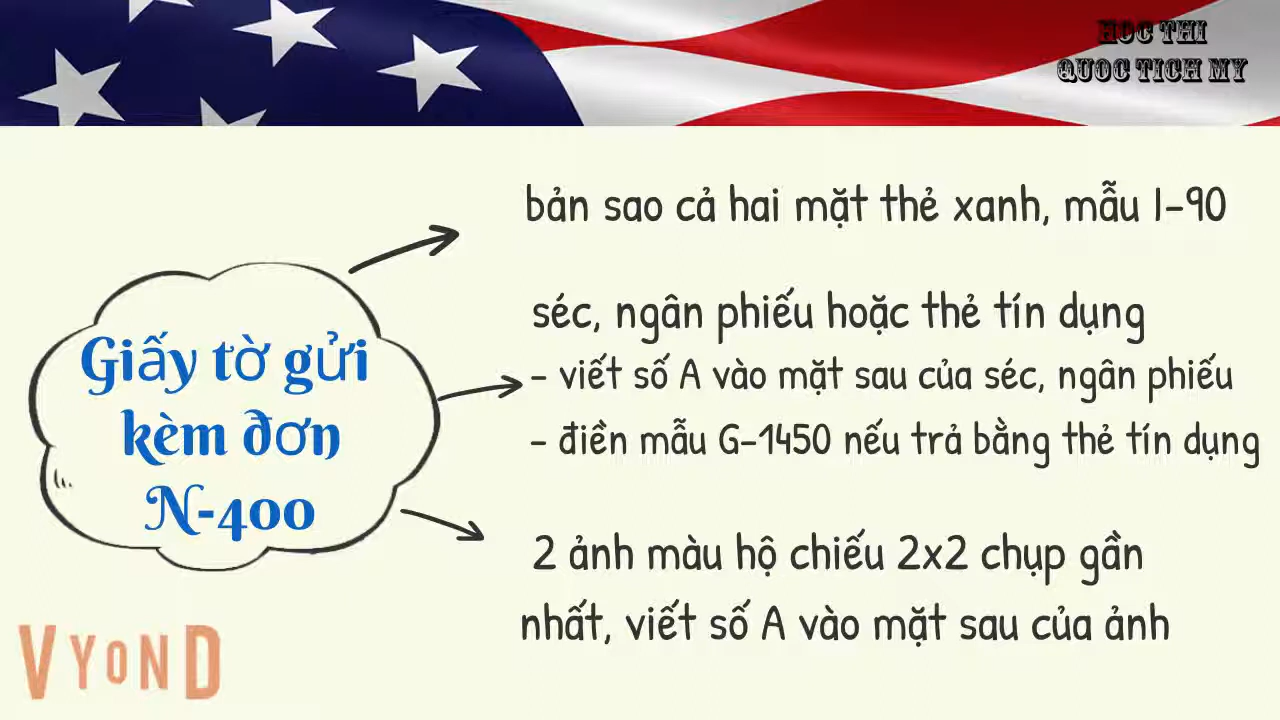 HOC THI
QUOC TICH MY
bản sao cả hai mặt thẻ xanh, mẫu I-90
Giấy tờ gửi
kèm đơn
N-400
séc, ngân phiếu hoặc thẻ tín dụng
- viết số A vào mặt sau của séc, ngân phiếu
- điền mẫu G-1450 nếu trả bằng thẻ tín dụng
2 ảnh màu hộ chiếu 2x2 chụp gần
nhất, viết số A vào mặt sau của ảnh
VYOND